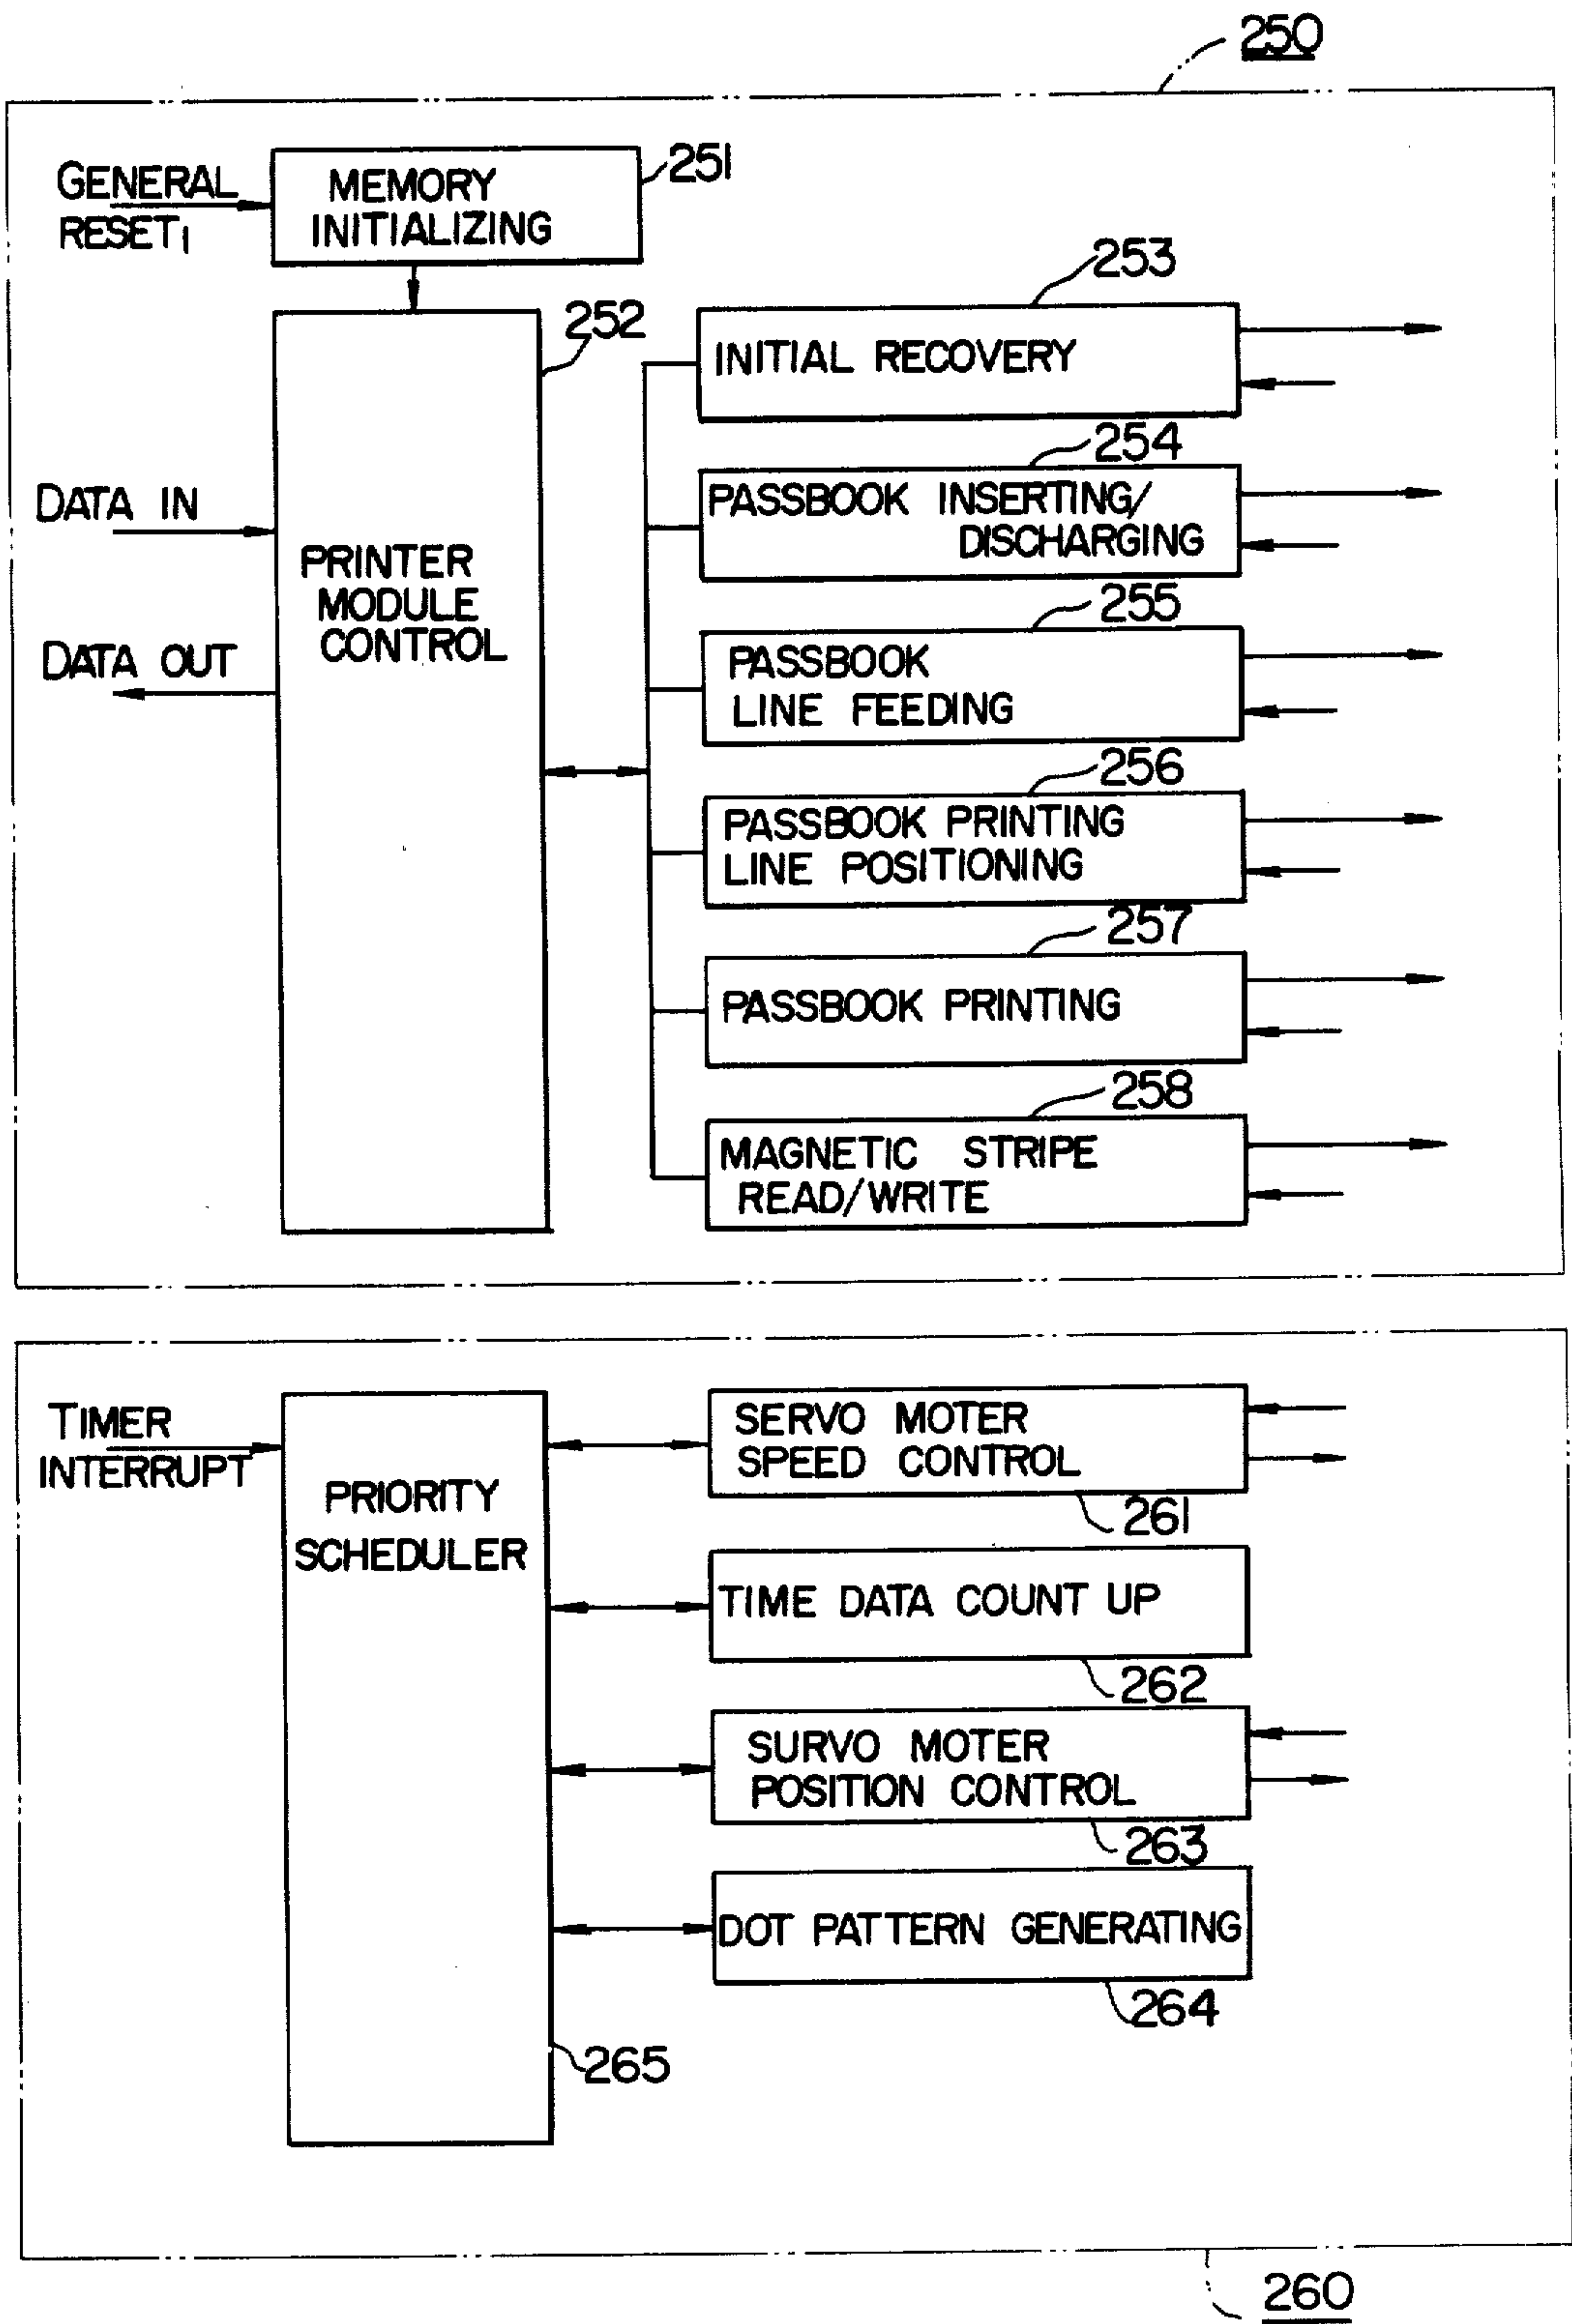 250
GENERAL
RESET1
MEMORY
INITIALIZING
251
252
253
INITIAL RECOVERY
254
PASSBOOK INSERTING/
DISCHARGING
DATA IN
PRINTER
MODULE
CONTROL
DATA OUT
255
PASSBOOK
LINE FEEDING
256
PASSBOOK PRINTING
LINE POSITIONING
257
PASSBOOK PRINTING
258
MAGNETIC STRIPE
READ/WRITE
TIMER
INTERRUPT
PRIORITY
SCHEDULER
SERVO MOTER
SPEED CONTROL
261
TIME DATA COUNT UP
262
SURVO MOTER
POSITION CONTROL
263
DOT PATTERN GENERATING
264
265
260